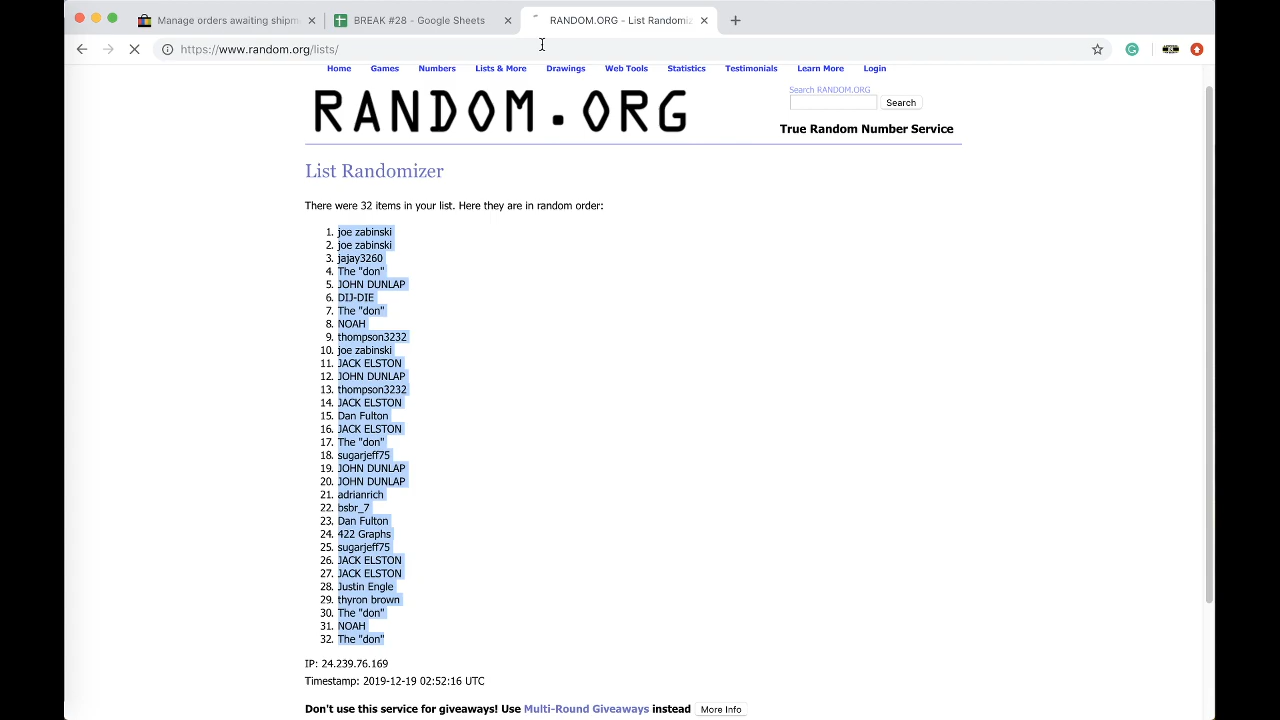 Manage orders awaiting shipm
BREAK #28 - Google Sheets
RANDOM.ORG - List Randomiz
https://www.random.org/lists/
Home Games Numbers Lists & More Drawings Web Tools Statistics Testimonials Learn More Login
RANDOM.ORG
Search RANDOM.ORG
Search
True Random Number Service
List Randomizer
There were 32 items in your list. Here they are in random order:
1. joe zabinski
2. joe zabinski
3. jajay3260
4. The "don"
5. JOHN DUNLAP
6. DIJ-DIE
7. The "don"
8. NOAH
9. thompson3232
10. joe zabinski
11. JACK ELSTON
12. JOHN DUNLAP
13. thompson3232
14. JACK ELSTON
15. Dan Fulton
16. JACK ELSTON
17. The "don"
18. sugarjeff75
19. JOHN DUNLAP
20. JOHN DUNLAP
21. adrianrich
22. bsbr_7
23. Dan Fulton
24. 422 Graphs
25. sugarjeff75
26. JACK ELSTON
27. JACK ELSTON
28. Justin Engle
29. thyron brown
30. The "don"
31. NOAH
32. The "don"
IP: 24.239.76.169
Timestamp: 2019-12-19 02:52:16 UTC
Don't use this service for giveaways! Use Multi-Round Giveaways instead More Info